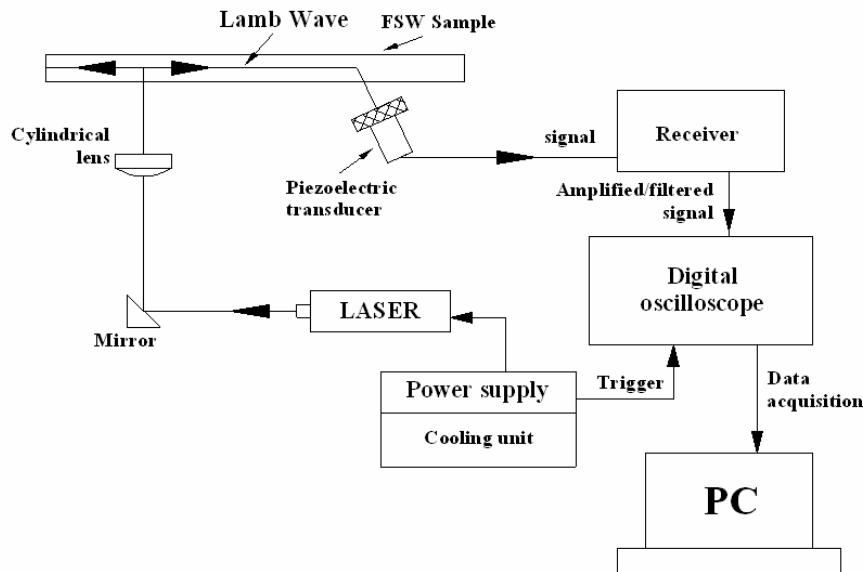 Lamb Wave
FSW Sample
Cylindrical
lens
Piezoelectric
transducer
signal
Receiver
Amplified/filtered
signal
Digital
oscilloscope
LASER
Mirror
Power supply
Trigger
Data
acquisition
Cooling unit
PC